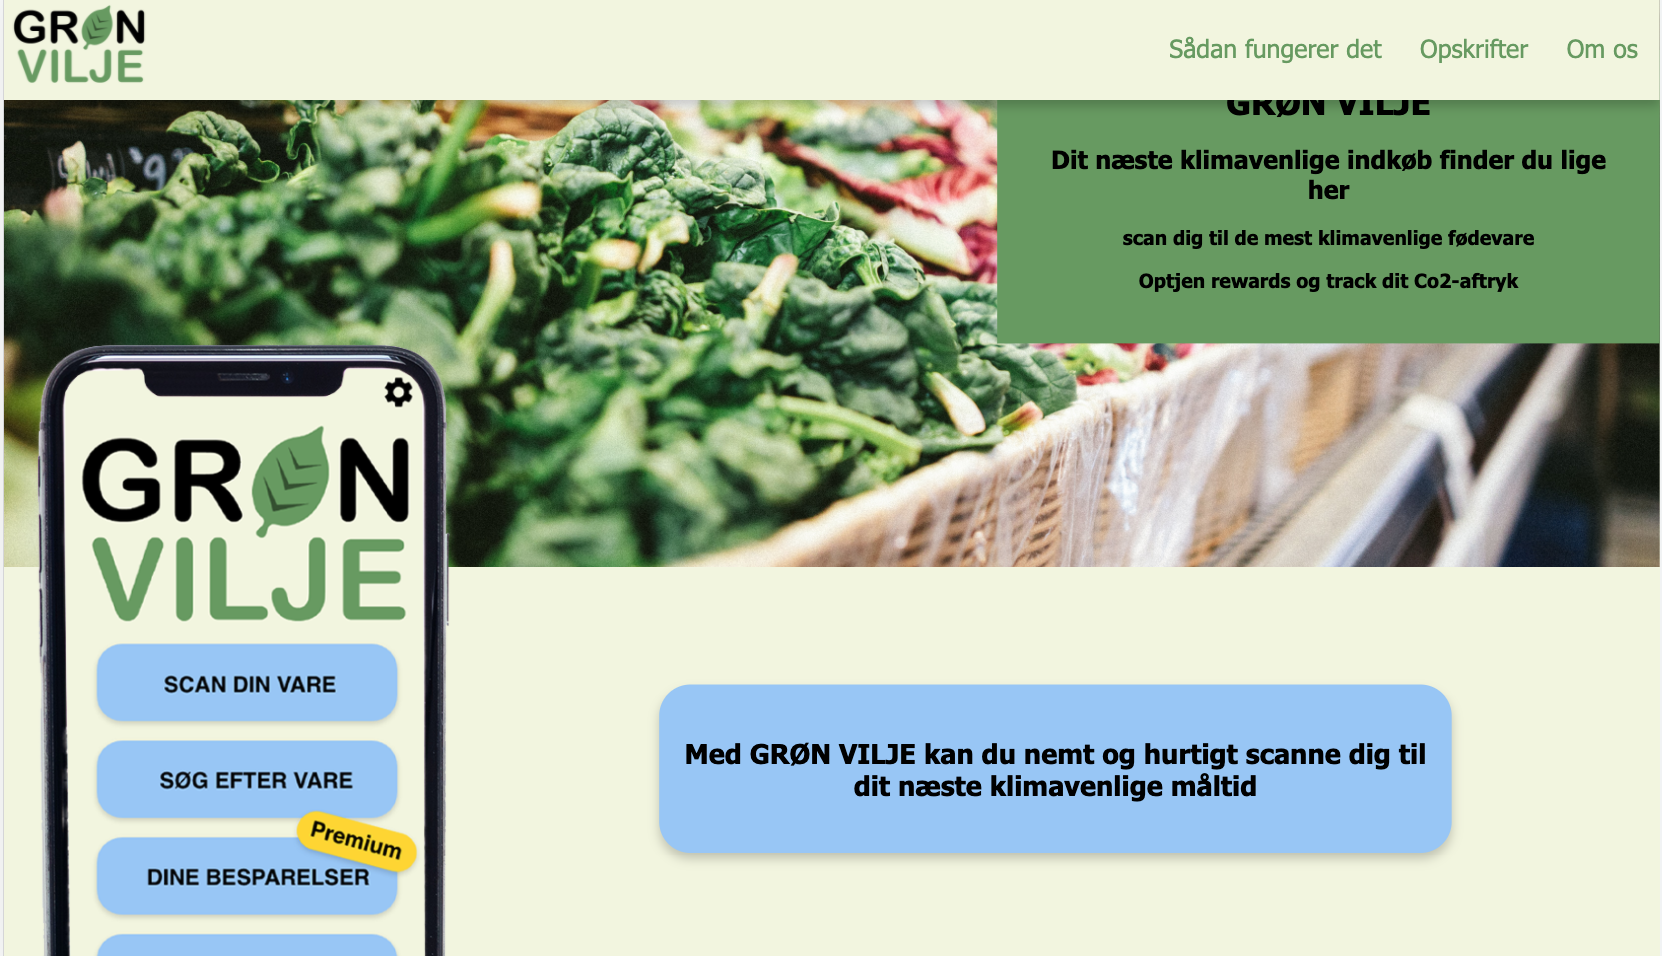 GRØN
VILJE
Sådan fungerer det
Opskrifter
Om os
GRØN VILJE
Dit næste klimavenlige indkøb finder du lige
her
scan dig til de mest klimavenlige fødevare
Optjen rewards og track dit Co2-aftryk
GRØN
VILJE
SCAN DIN VARE
SØG EFTER VARE
Premium
DINE BESPARELSER
Med GRØN VILJE kan du nemt og hurtigt scanne dig til
dit næste klimavenlige måltid